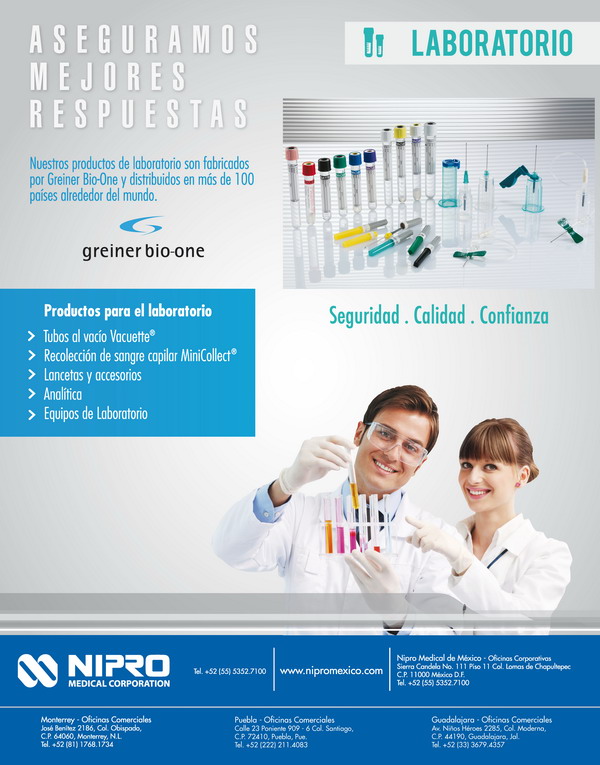 ASEGURAMOS
MEJORES
RESPUESTAS
LABORATORIO
Nuestros productos de laboratorio son fabricados
por Greiner Bio-One y distribuidos en más de 100
países alrededor del mundo.
greiner bio-one
Productos para el laboratorio
Tubos al vacío Vacuette®
Recolección de sangre capilar MiniCollect®
Lancetas y accesorios
Analítica
Equipos de Laboratorio
Seguridad . Calidad . Confianza
NIPRO
MEDICAL CORPORATION
Tel. +52 (55) 5352.7100
www.nipromexico.com
Nipro Medical de México - Oficinas Corporativas
Sierra Candela No. 111 Piso 11 Col. Lomas de Chapultepec
C.P. 11000 México D.F.
Tel. +52 (55) 5352.7100
Monterrey - Oficinas Comerciales
José Benítez 2186, Col. Obispado,
C.P. 64060, Monterrey, N.L.
Tel. +52 (81) 1768.1734
Puebla - Oficinas Comerciales
Calle 23 Poniente 909 - 6 Col. Santiago,
C.P. 72410, Puebla, Pue.
Tel. +52 (222) 211.4083
Guadalajara - Oficinas Comerciales
Av. Niños Héroes 2285, Col. Moderna,
C.P. 44190, Guadalajara, Jal.
Tel. +52 (33) 3679.4357